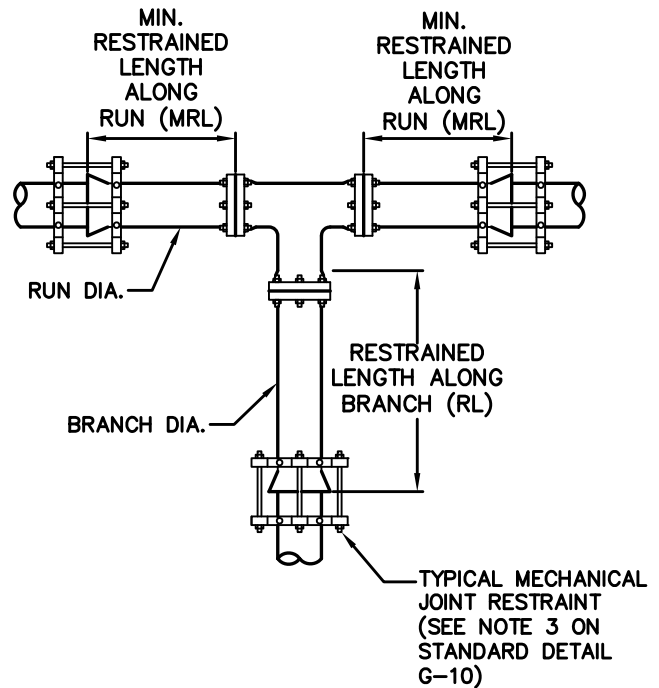 MIN.
RESTRAINED
LENGTH
ALONG
RUN (MRL)
MIN.
RESTRAINED
LENGTH
ALONG
RUN (MRL)
RUN DIA.
RESTRAINED
LENGTH ALONG
BRANCH (RL)
BRANCH DIA.
TYPICAL MECHANICAL
JOINT RESTRAINT
(SEE NOTE 3 ON
STANDARD DETAIL
G-10)